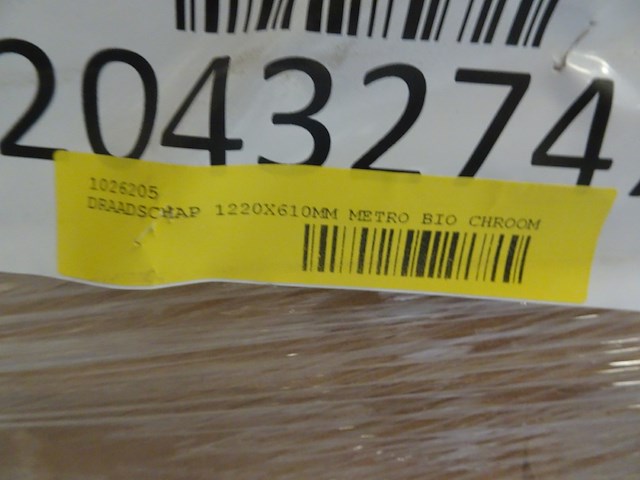 2043274
1026205
DRAADSCHAP 1220X610MM METRO BIO CHROOM